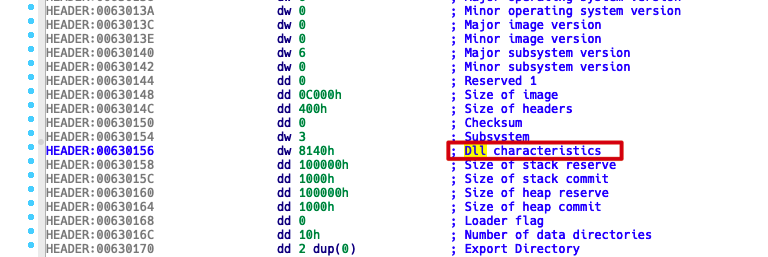 HEADER:0063013A dw 0 ; Minor operating system version
HEADER:0063013C dw 0 ; Major image version
HEADER:0063013E dw 0 ; Minor image version
HEADER:00630140 dw 6 ; Major subsystem version
HEADER:00630142 dw 0 ; Minor subsystem version
HEADER:00630144 dd 0 ; Reserved 1
HEADER:00630148 dd 0C000h ; Size of image
HEADER:0063014C dd 400h ; Size of headers
HEADER:00630150 dd 0 ; Checksum
HEADER:00630154 dw 3 ; Subsystem
HEADER:00630156 dw 8140h ; Dll characteristics
HEADER:00630158 dd 100000h ; Size of stack reserve
HEADER:0063015C dd 1000h ; Size of stack commit
HEADER:00630160 dd 100000h ; Size of heap reserve
HEADER:00630164 dd 1000h ; Size of heap commit
HEADER:00630168 dd 0 ; Loader flag
HEADER:0063016C dd 10h ; Number of data directories
HEADER:00630170 dd 2 dup(0) ; Export Directory